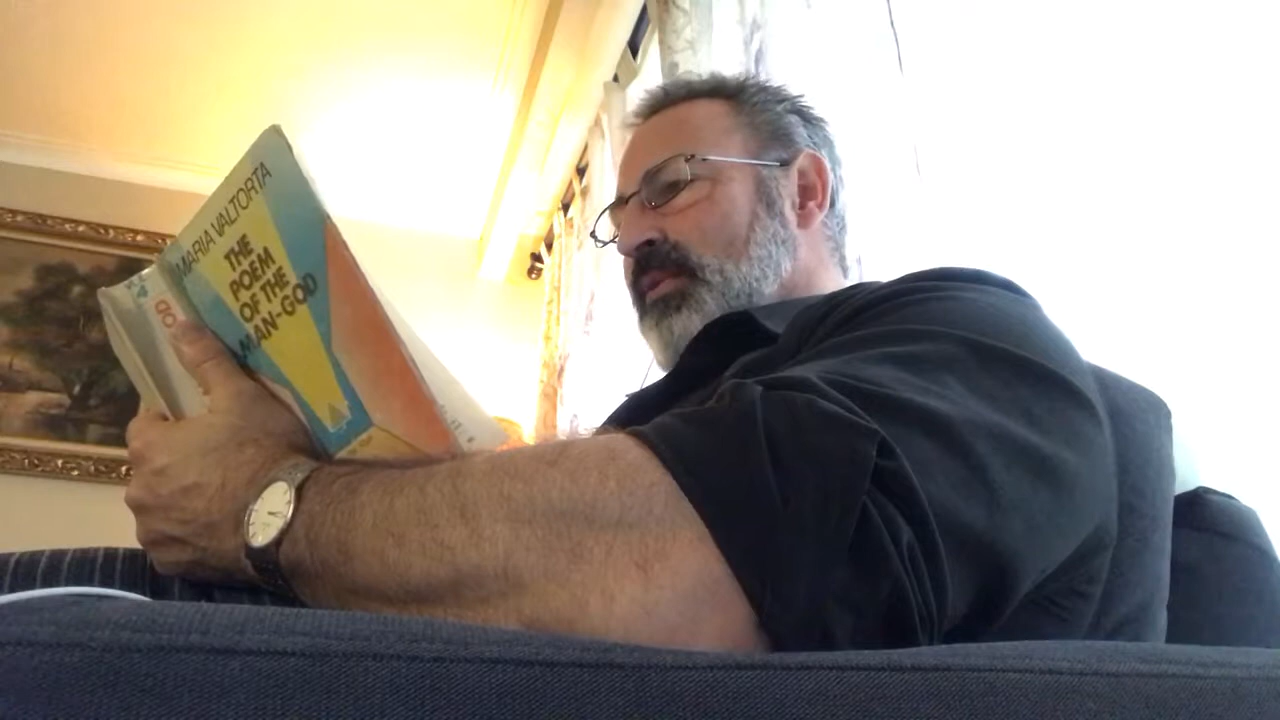 MARIA VALTORTA
THE
POEM
OF THE
MAN-GOD